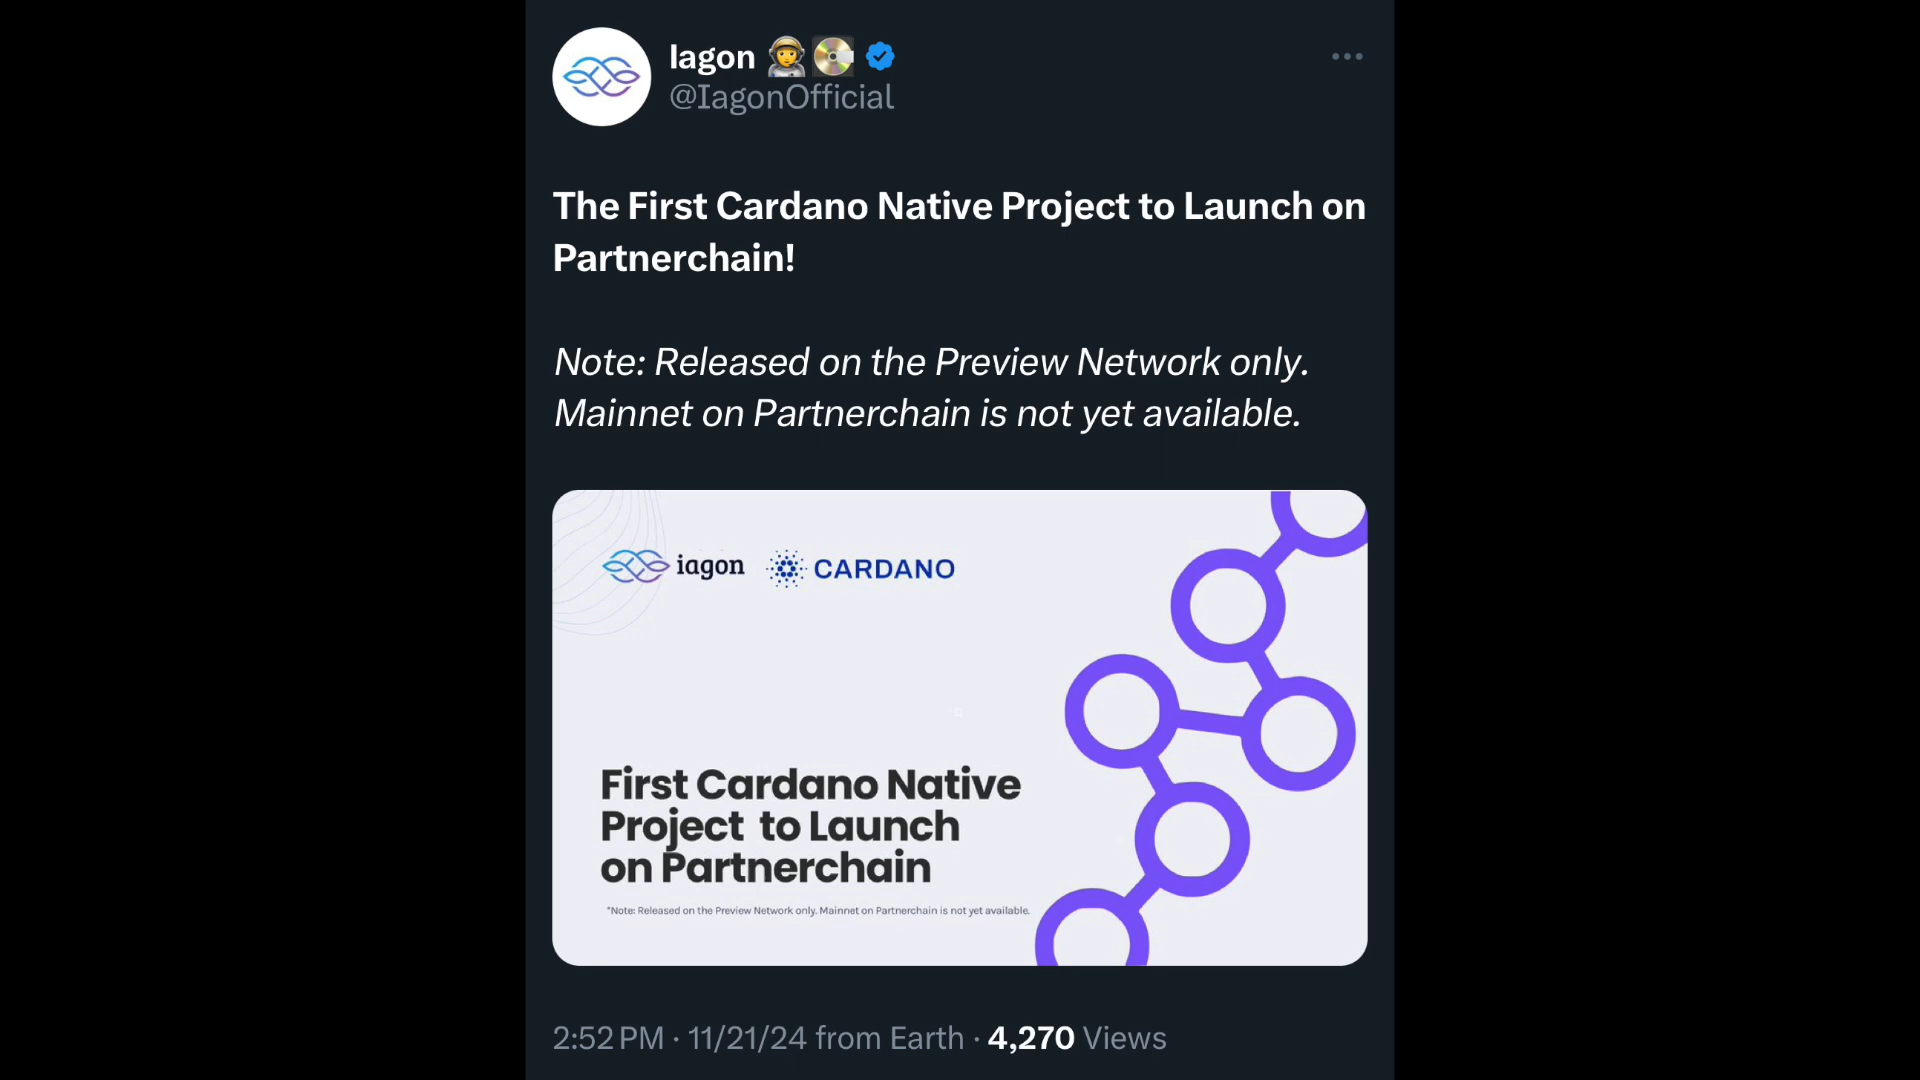 Iagon
@IagonOfficial
The First Cardano Native Project to Launch on
Partnerchain!
Note: Released on the Preview Network only.
Mainnet on Partnerchain is not yet available.
iagon CARDANO
First Cardano Native
Project to Launch
on Partnerchain
*Note: Released on the Preview Network only. Mainnet on Partnerchain is not yet available.
2:52 PM · 11/21/24 from Earth · 4,270 Views